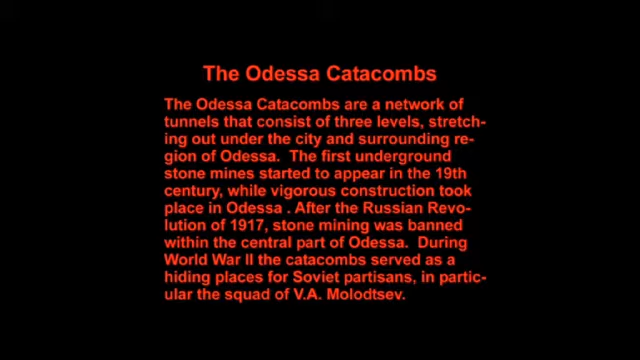 The Odessa Catacombs
The Odessa Catacombs are a network of
tunnels that consist of three levels, stretch-
ing out under the city and surrounding re-
gion of Odessa.  The first underground
stone mines started to appear in the 19th
century, while vigorous construction took
place in Odessa . After the Russian Revo-
lution of 1917, stone mining was banned
within the central part of Odessa.  During
World War II the catacombs served as a
hiding places for Soviet partisans, in partic-
ular the squad of V.A. Molodtsev.